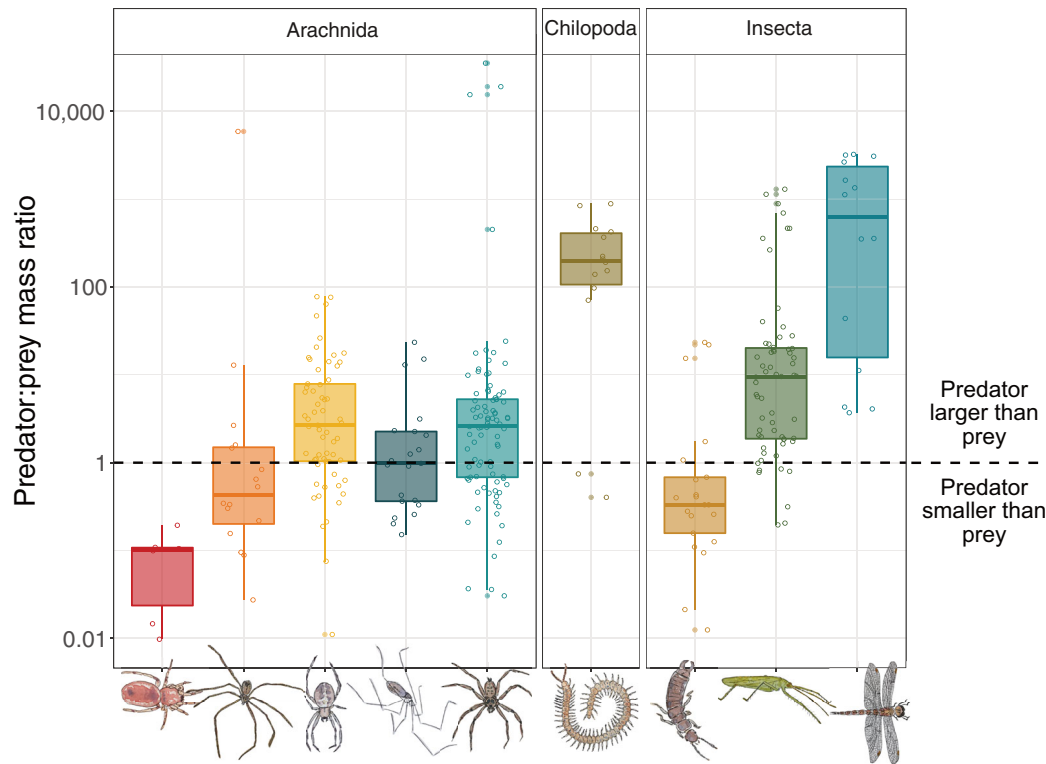 Arachnida
Chilopoda
Insecta
Predator:prey mass ratio
10,000
100
1
0.01
Predator
larger than
prey
Predator
smaller than
prey